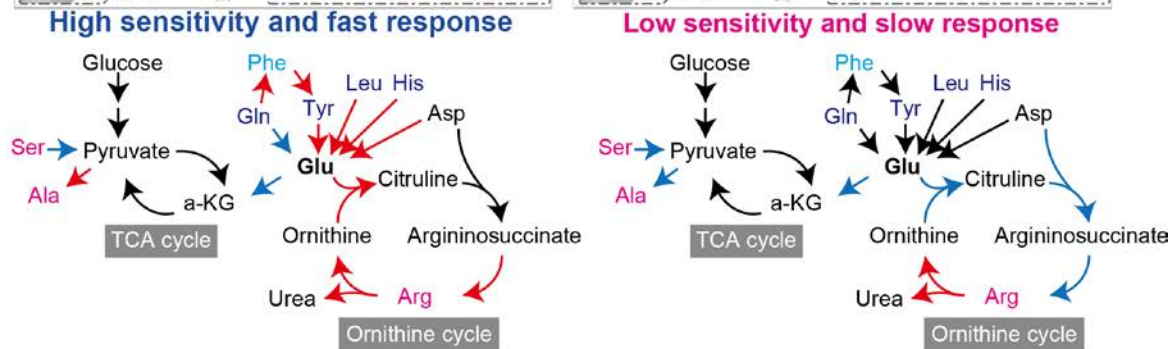 High sensitivity and fast response
Glucose
Phe
Leu His
Tyr
Gln
Asp
Ser
Pyruvate
Glu
Ala
Citruline
a-KG
TCA cycle
Ornithine
Argininosuccinate
Urea
Arg
Ornithine cycle
Low sensitivity and slow response
Glucose
Phe
Leu His
Tyr
Gln
Asp
Ser
Pyruvate
Glu
Ala
Citruline
a-KG
TCA cycle
Ornithine
Argininosuccinate
Urea
Arg
Ornithine cycle